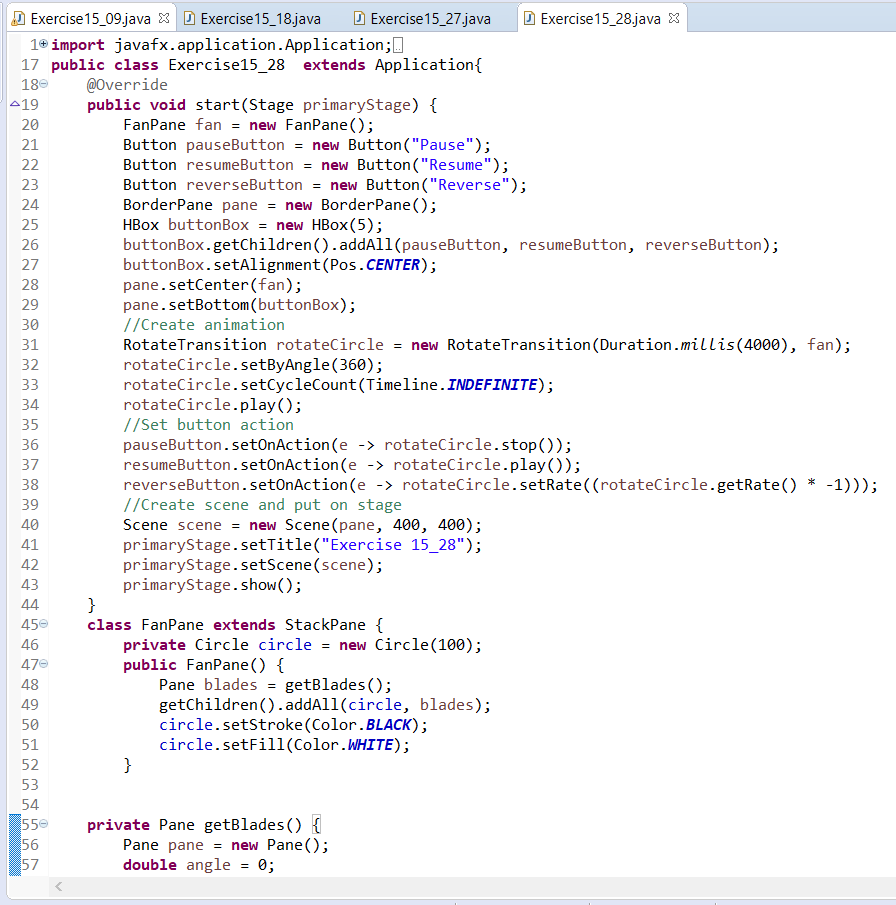 Exercise15_09.java Exercise15_18.java Exercise15_27.java Exercise15_28.java
1 import javafx.application.Application;
17 public class Exercise15_28  extends Application{
18     @Override
19     public void start(Stage primaryStage) {
20         FanPane fan = new FanPane();
21         Button pauseButton = new Button("Pause");
22         Button resumeButton = new Button("Resume");
23         Button reverseButton = new Button("Reverse");
24         BorderPane pane = new BorderPane();
25         HBox buttonBox = new HBox(5);
26         buttonBox.getChildren().addAll(pauseButton, resumeButton, reverseButton);
27         buttonBox.setAlignment(Pos.CENTER);
28         pane.setCenter(fan);
29         pane.setBottom(buttonBox);
30         //Create animation
31         RotateTransition rotateCircle = new RotateTransition(Duration.millis(4000), fan);
32         rotateCircle.setByAngle(360);
33         rotateCircle.setCycleCount(Timeline.INDEFINITE);
34         rotateCircle.play();
35         //Set button action
36         pauseButton.setOnAction(e -> rotateCircle.stop());
37         resumeButton.setOnAction(e -> rotateCircle.play());
38         reverseButton.setOnAction(e -> rotateCircle.setRate((rotateCircle.getRate() * -1)));
39         //Create scene and put on stage
40         Scene scene = new Scene(pane, 400, 400);
41         primaryStage.setTitle("Exercise 15_28");
42         primaryStage.setScene(scene);
43         primaryStage.show();
44     }
45     class FanPane extends StackPane {
46         private Circle circle = new Circle(100);
47         public FanPane() {
48             Pane blades = getBlades();
49             getChildren().addAll(circle, blades);
50             circle.setStroke(Color.BLACK);
51             circle.setFill(Color.WHITE);
52         }
53
54
55     private Pane getBlades() {
56         Pane pane = new Pane();
57         double angle = 0;